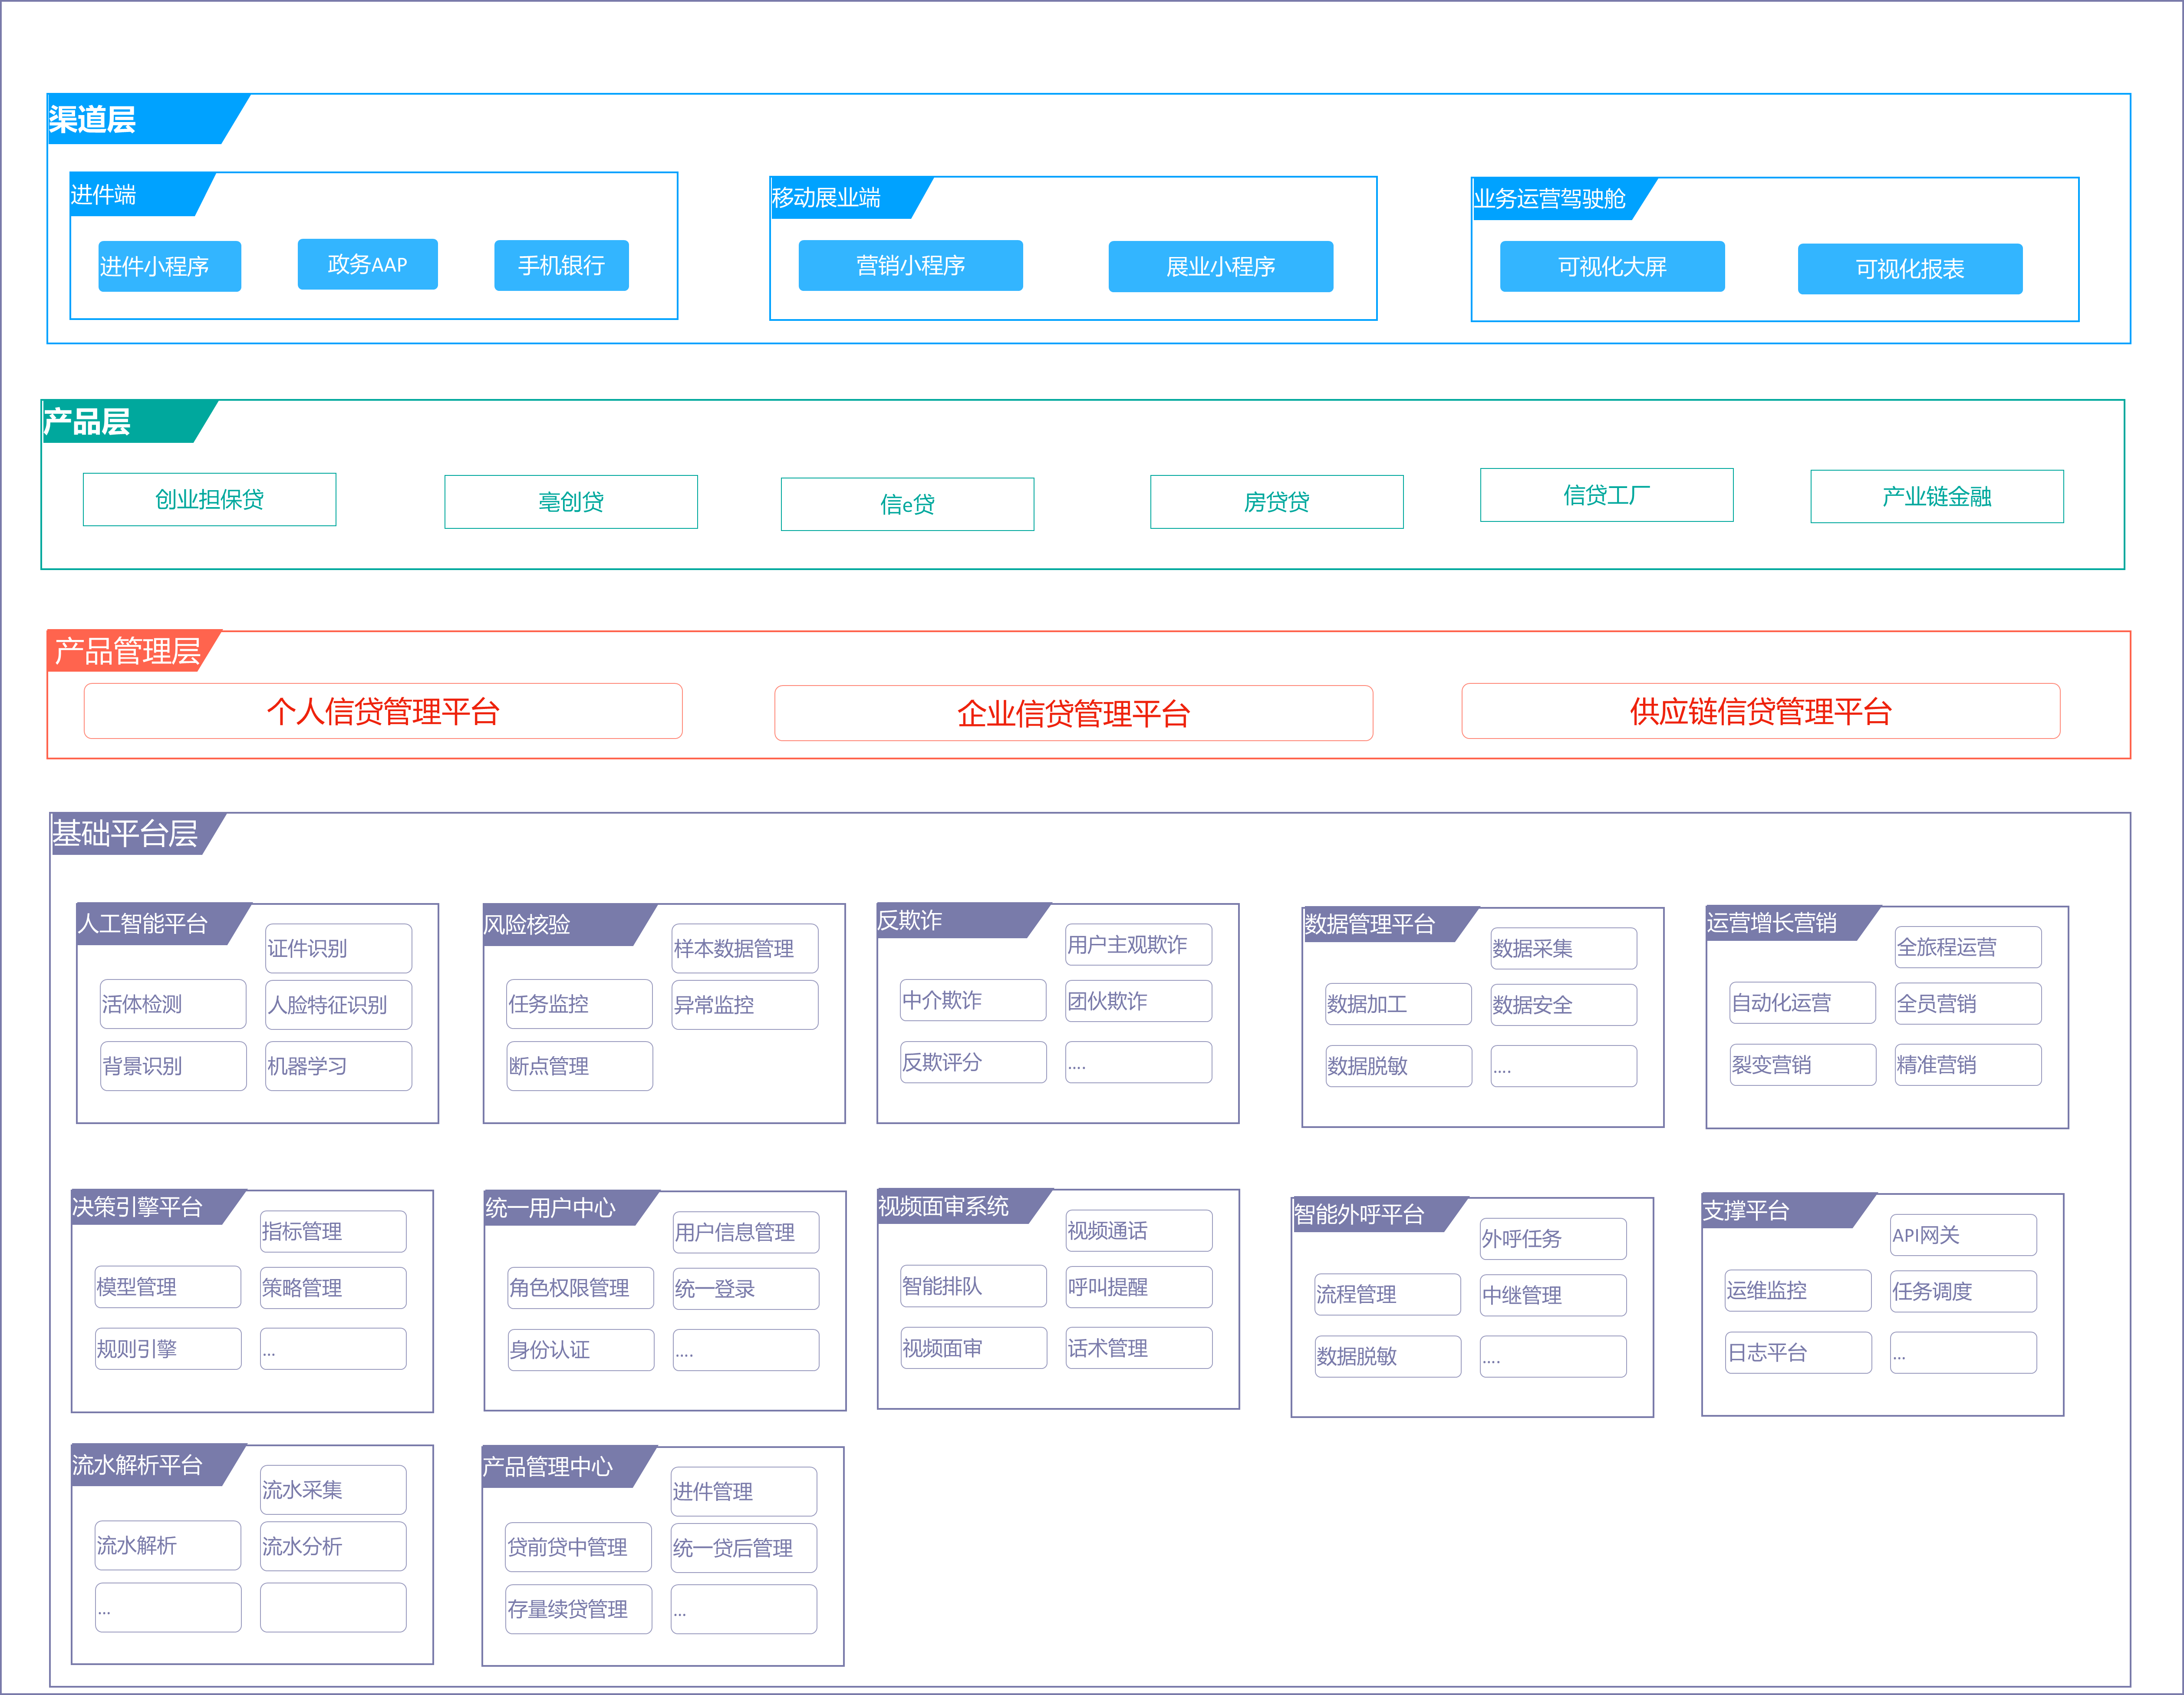 渠道层
进件端
进件小程序
政务AAP
手机银行
移动展业端
营销小程序
展业小程序
业务运营驾驶舱
可视化大屏
可视化报表
产品层
创业担保贷
亳创贷
信e贷
房贷贷
信贷工厂
产业链金融
产品管理层
个人信贷管理平台
企业信贷管理平台
供应链信贷管理平台
基础平台层
人工智能平台
证件识别
活体检测
人脸特征识别
背景识别
机器学习
风险核验
样本数据管理
任务监控
异常监控
断点管理
反欺诈
用户主观欺诈
中介欺诈
团伙欺诈
反欺评分
....
数据管理平台
数据采集
数据加工
数据安全
数据脱敏
....
运营增长营销
全旅程运营
自动化运营
全员营销
裂变营销
精准营销
决策引擎平台
指标管理
模型管理
策略管理
规则引擎
...
统一用户中心
用户信息管理
角色权限管理
统一登录
身份认证
....
视频面审系统
视频通话
智能排队
呼叫提醒
视频面审
话术管理
智能外呼平台
外呼任务
流程管理
中继管理
数据脱敏
....
支撑平台
API网关
运维监控
任务调度
日志平台
...
流水解析平台
流水采集
流水解析
流水分析
...
产品管理中心
进件管理
贷前贷中管理
统一贷后管理
存量续贷管理
...